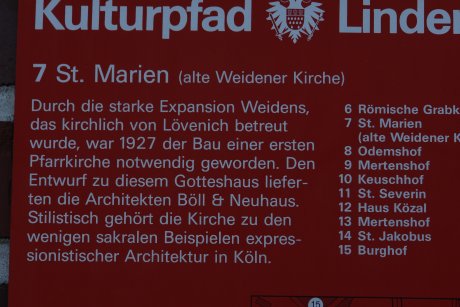 Kulturpfad Linden
7 St. Marien (alte Weidener Kirche)
Durch die starke Expansion Weidens,
das kirchlich von Lövenich betreut
wurde, war 1927 der Bau einer ersten
Pfarrkirche notwendig geworden. Den
Entwurf zu diesem Gotteshaus liefer-
ten die Architekten Böll & Neuhaus.
Stilistisch gehört die Kirche zu den
wenigen sakralen Beispielen expres-
sionistischer Architektur in Köln.
6 Römische Grabk
7 St. Marien
(alte Weidener K
8 Odemshof
9 Mertenshof
10 Keuschhof
11 St. Severin
12 Haus Közal
13 Mertenshof
14 St. Jakobus
15 Burghof
15